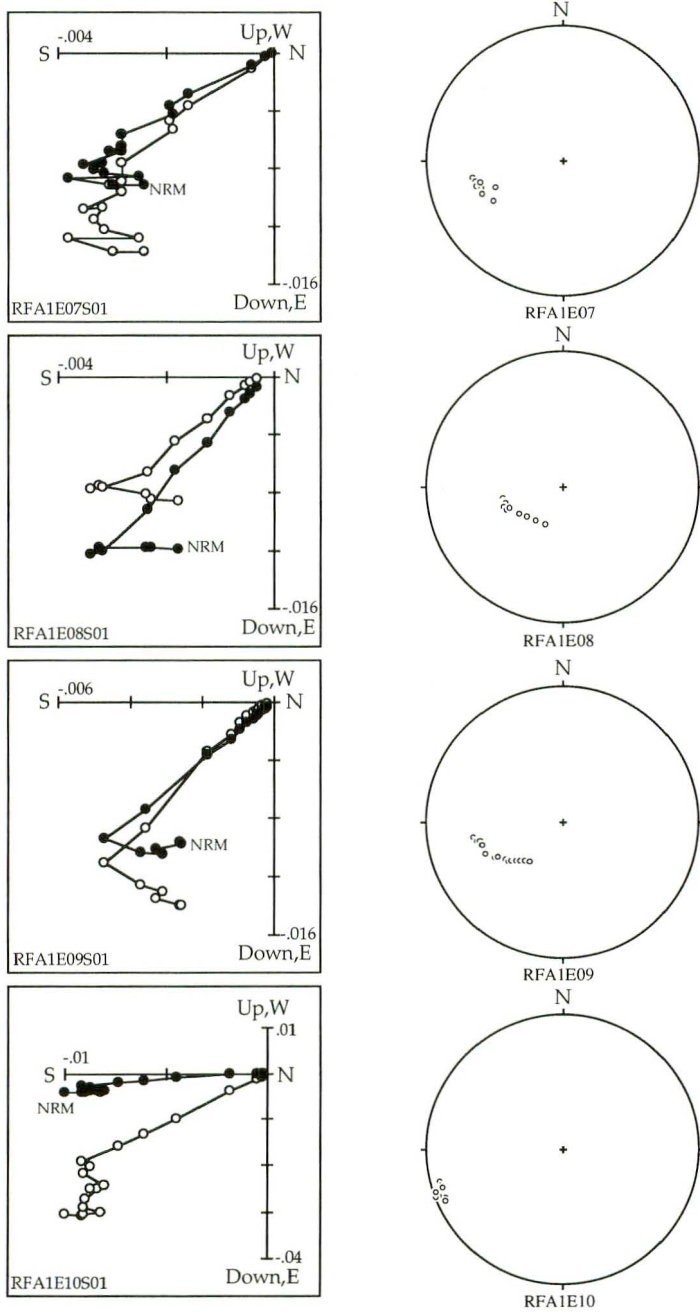 Up,W
-.004
S
N
NRM
-.016
Down,E
RFA1E07S01
N
RFA1E07
Up,W
-.004
S
N
NRM
-.016
Down,E
RFA1E08S01
N
RFA1E08
Up,W
-.006
S
N
NRM
-.016
Down,E
RFA1E09S01
N
RFA1E09
Up,W
.01
-.01
S
N
NRM
-.04
Down,E
RFA1E10S01
N
RFA1E10